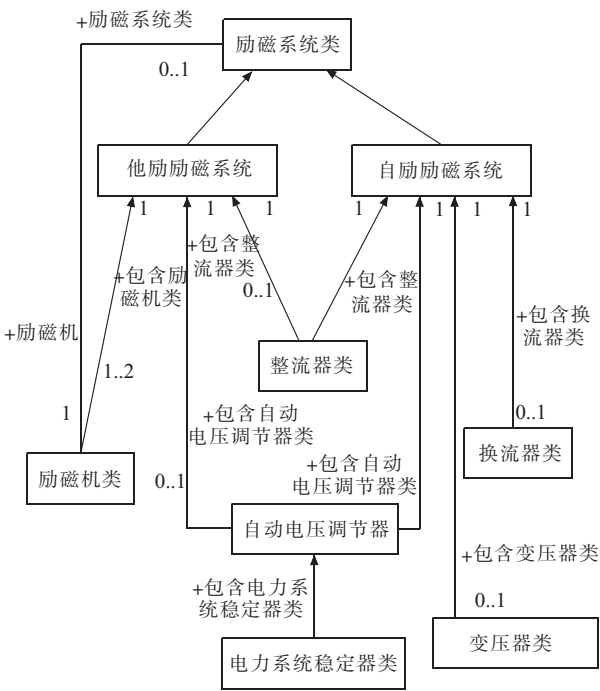 +励磁系统类
励磁系统类
0..1
他励励磁系统
自励励磁系统
1
1
1
1
1
1
1
+包含整
流器类
+包含励
磁机类
0..1
+包含整
流器类
+包含换
流器类
+励磁机
整流器类
1..2
1
+包含自动
电压调节器类
0..1
换流器类
励磁机类
0..1
+包含自动
电压调节器类
自动电压调节器
+包含变压器类
+包含电力系
统稳定器类
0..1
变压器类
电力系统稳定器类